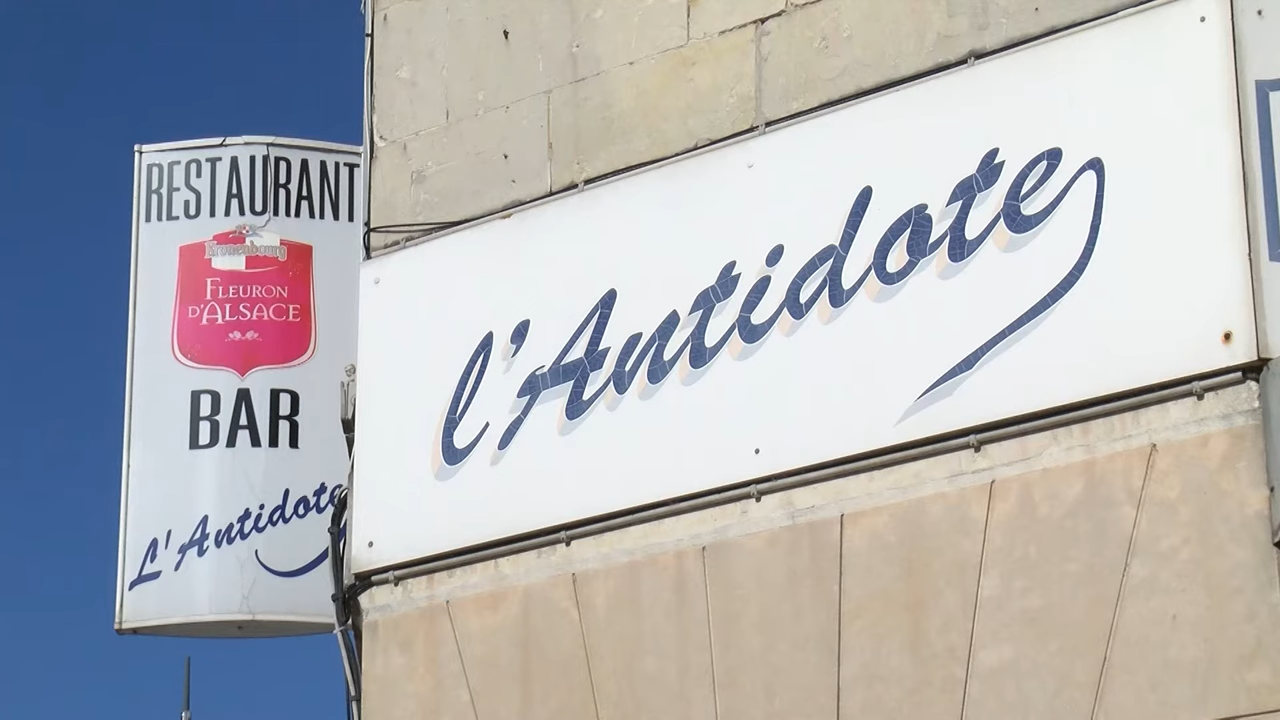 RESTAURANT
Kronenbourg
FLEURON
D'ALSACE
BAR
L'Antidote
l'Antidote